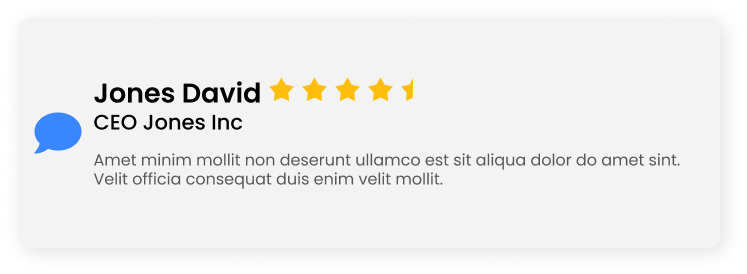 Jones David
CEO Jones Inc
Amet minim mollit non deserunt ullamco est sit aliqua dolor do amet sint.
Velit officia consequat duis enim velit mollit.